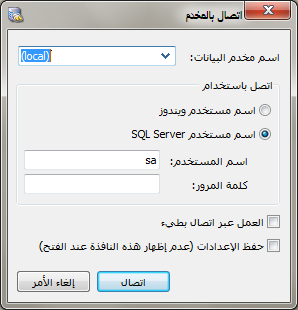 اتصال بالمخدم
اسم مخدم البيانات: (local)
اتصل باستخدام
اسم مستخدم ويندوز
اسم مستخدم SQL Server
اسم المستخدم: sa
كلمة المرور:
العمل عبر اتصال بطيء
حفظ الإعدادات (عدم إظهار هذه النافذة عند الفتح)
اتصال
إلغاء الأمر